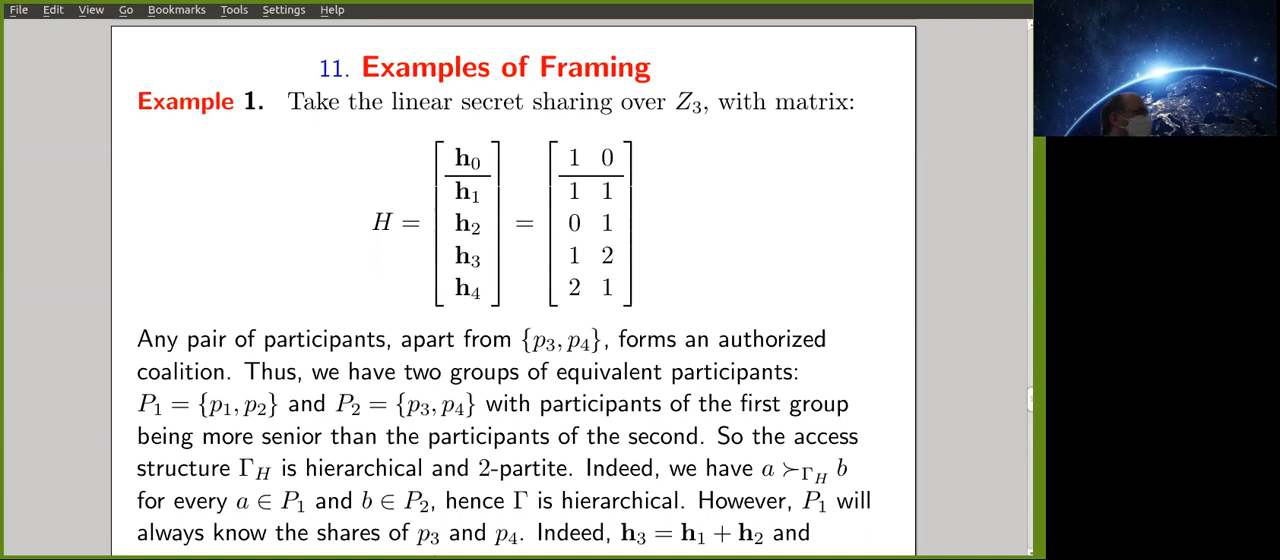 File Edit View Go Bookmarks Tools Settings Help
11. Examples of Framing
Example 1. Take the linear secret sharing over Z₃, with matrix:
H = [h₀ h₁ h₂ h₃ h₄] = [1 0
1 1
0 1
1 2
2 1]
Any pair of participants, apart from {p₃, p₄}, forms an authorized
coalition. Thus, we have two groups of equivalent participants:
P₁ = {p₁, p₂} and P₂ = {p₃, p₄} with participants of the first group
being more senior than the participants of the second. So the access
structure Γ_H is hierarchical and 2-partite. Indeed, we have a ≻_Γ_H b
for every a ∈ P₁ and b ∈ P₂, hence Γ is hierarchical. However, P₁ will
always know the shares of p₃ and p₄. Indeed, h₃ = h₁ + h₂ and